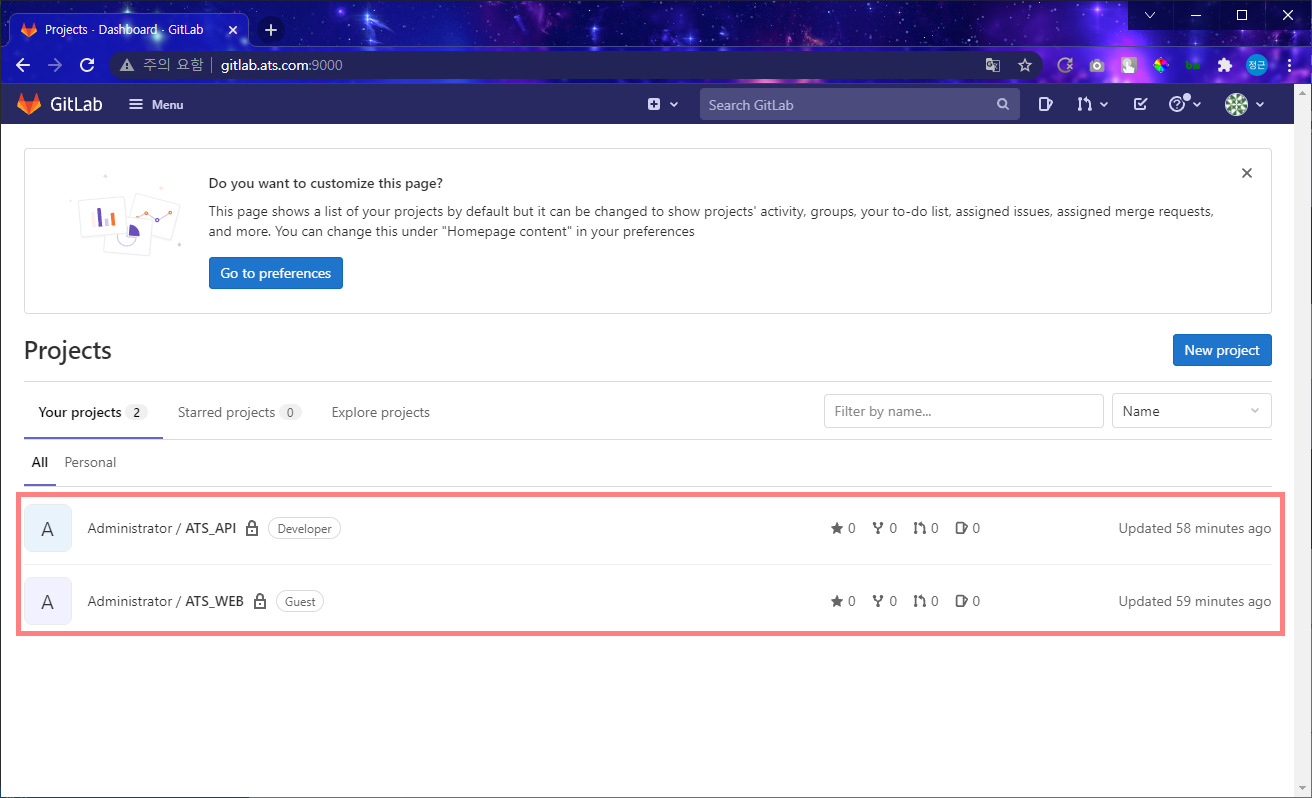 Projects · Dashboard · GitLab
주의 요함 gitlab.ats.com:9000 정근
GitLab Menu Search GitLab
Do you want to customize this page?
This page shows a list of your projects by default but it can be changed to show projects' activity, groups, your to-do list, assigned issues, assigned merge requests,
and more. You can change this under "Homepage content" in your preferences
Go to preferences
Projects New project
Your projects 2 Starred projects 0 Explore projects Filter by name... Name
All Personal
A Administrator / ATS_API Developer 0 0 0 0 Updated 58 minutes ago
A Administrator / ATS_WEB Guest 0 0 0 0 Updated 59 minutes ago